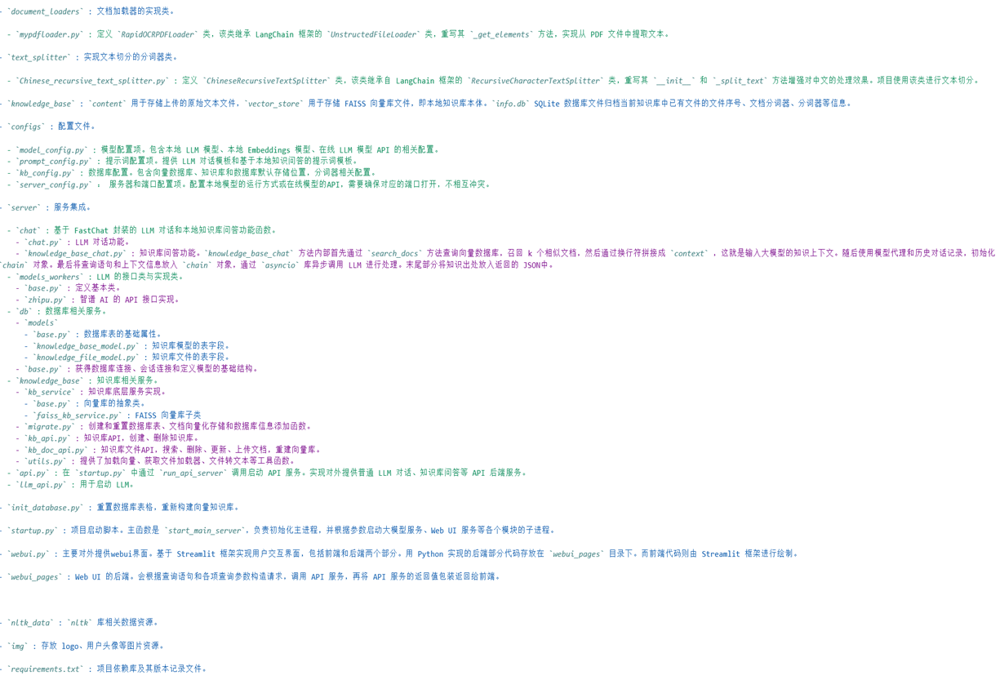 - `document_loaders` : 文档加载器的实现类。
- `mypdfloader.py` : 定义 `RapidOCRPDFLoader` 类，该类继承 LangChain 框架的 `UnstructedFileLoader` 类，重写其 `_get_elements` 方法，实现从 PDF 文件中提取文本。
- `text_splitter` : 实现文本切分的分词器类。
- `Chinese_recursive_text_splitter.py` : 定义 `ChineseRecursiveTextSplitter` 类，该类继承自 LangChain 框架的 `RecursiveCharacterTextSplitter` 类，重写其 `__init__` 和 `_split_text` 方法增强对中文的处理效果。项目使用该类进行文本切分。
- `knowledge_base` : `content` 用于存储上传的原始文本文件，`vector_store` 用于存储 FAISS 向量库文件，即本地知识库本体。`info.db` SQLite 数据库文件归档当前知识库中已有文件的文件序号、文档分词器、分词器等信息。
- `configs` : 配置文件。
- `model_config.py` : 模型配置项。包含本地 LLM 模型、本地 Embeddings 模型、在线 LLM 模型 API 的相关配置。
- `prompt_config.py` : 提示词配置项。提供 LLM 对话模板和基于本地知识问答的提示词模板。
- `kb_config.py` : 数据库配置。包含向量数据库、知识库和数据库默认存储位置，分词器相关配置。
- `server_config.py` ： 服务器和端口配置项。配置本地模型的运行方式或在线模型的API，需要确保对应的端口打开，不相互冲突。
- `server` : 服务集成。
- `chat` : 基于 FastChat 封装的 LLM 对话和本地知识库问答功能函数。
- `chat.py` : LLM 对话功能。
- `knowledge_base_chat.py` : 知识库问答功能。`knowledge_base_chat` 方法内部首先通过 `search_docs` 方法查询向量数据库，召回 k 个相似文档，然后通过换行符拼接成 `context` ，这就是输入大模型的知识上下文。随后使用模型代理和历史对话记录，初始化
`chain` 对象。最后将查询语句和上下文信息放入 `chain` 对象，通过 `asyncio` 库异步调用 LLM 进行处理。末尾部分将知识出处放入返回的 JSON中。
- `models_workers` : LLM 的接口类与实现类。
- `base.py` : 定义基本类。
- `zhipu.py` : 智谱 AI 的 API 接口实现。
- `db` : 数据库相关服务。
- `models`
- `base.py` : 数据库表的基础属性。
- `knowledge_base_model.py` : 知识库模型的表字段。
- `knowledge_file_model.py` : 知识库文件的表字段。
- `base.py` : 获得数据库连接、会话连接和定义模型的基础结构。
- `knowledge_base` : 知识库相关服务。
- `kb_service` : 知识库底层服务实现。
- `base.py` : 向量库的抽象类。
- `faiss_kb_service.py` : FAISS 向量库子类
- `migrate.py` : 创建和重置数据库表、文档向量化存储和数据库信息添加函数。
- `kb_api.py` : 知识库API，创建、删除知识库。
- `kb_doc_api.py` : 知识库文件API，搜索、删除、更新、上传文档，重建向量库。
- `utils.py` : 提供了加载向量、获取文件加载器、文件转文本等工具函数。
- `api.py` : 在 `startup.py` 中通过 `run_api_server` 调用启动 API 服务。实现对外提供普通 LLM 对话、知识库问答等 API 后端服务。
- `llm_api.py` : 用于启动 LLM。
- `init_database.py` : 重置数据库表格，重新构建向量知识库。
- `startup.py` : 项目启动脚本。主函数是 `start_main_server`，负责初始化主进程，并根据参数启动大模型服务、Web UI 服务等各个模块的子进程。
- `webui.py` : 主要对外提供webui界面。基于 Streamlit 框架实现用户交互界面，包括前端和后端两个部分。用 Python 实现的后端部分代码存放在 `webui_pages` 目录下。而前端代码则由 Streamlit 框架进行绘制。
- `webui_pages` : Web UI 的后端。会根据查询语句和各项查询参数构造请求，调用 API 服务，再将 API 服务的返回值包装返回给前端。
- `nltk_data` : `nltk` 库相关数据资源。
- `img` : 存放 logo、用户头像等图片资源。
- `requirements.txt` : 项目依赖库及其版本记录文件。